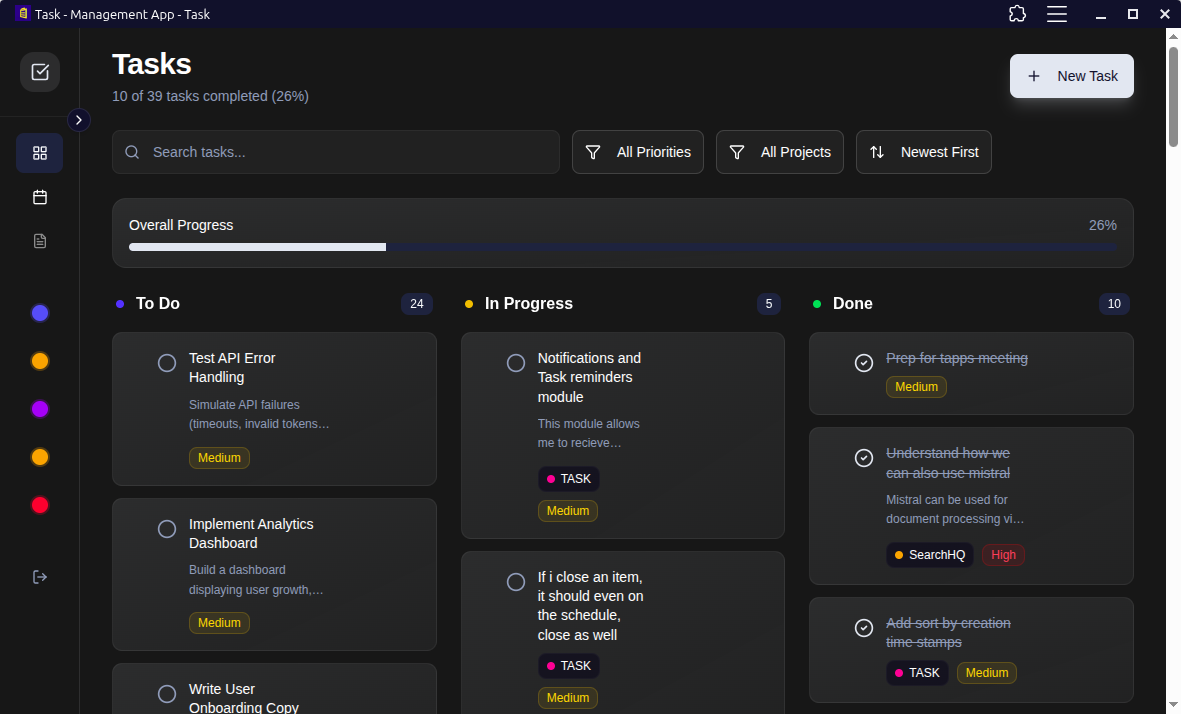 Task - Management App - Task
Tasks
10 of 39 tasks completed (26%)
New Task
Search tasks...
All Priorities
All Projects
Newest First
Overall Progress
26%
To Do
24
Test API Error
Handling
Simulate API failures
(timeouts, invalid tokens…
Medium
Implement Analytics
Dashboard
Build a dashboard
displaying user growth,…
Medium
Write User
Onboarding Copy
In Progress
5
Notifications and
Task reminders
module
This module allows
me to recieve…
TASK
Medium
If i close an item,
it should even on
the schedule,
close as well
TASK
Medium
Done
10
Prep for tapps meeting
Medium
Understand how we
can also use mistral
Mistral can be used for
document processing vi…
SearchHQ
High
Add sort by creation
time stamps
TASK
Medium